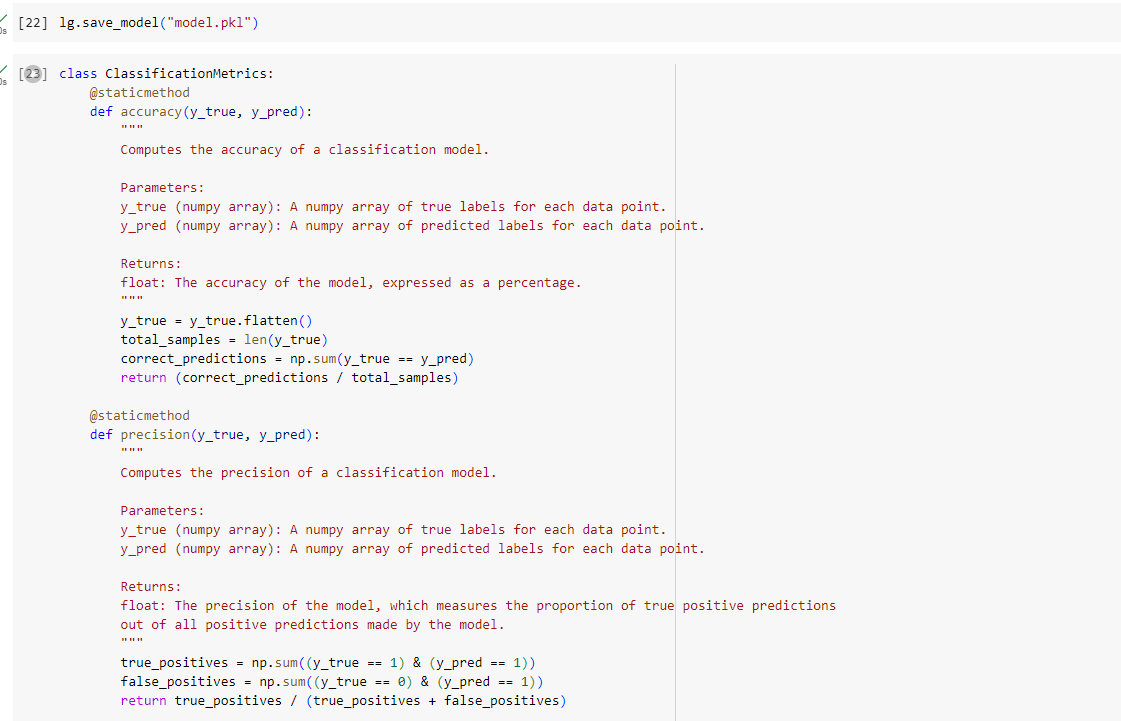 [22] lg.save_model("model.pkl")
0s
[23] class ClassificationMetrics:
0s
@staticmethod
def accuracy(y_true, y_pred):
"""
Computes the accuracy of a classification model.
Parameters:
y_true (numpy array): A numpy array of true labels for each data point.
y_pred (numpy array): A numpy array of predicted labels for each data point.
Returns:
float: The accuracy of the model, expressed as a percentage.
"""
y_true = y_true.flatten()
total_samples = len(y_true)
correct_predictions = np.sum(y_true == y_pred)
return (correct_predictions / total_samples)
@staticmethod
def precision(y_true, y_pred):
"""
Computes the precision of a classification model.
Parameters:
y_true (numpy array): A numpy array of true labels for each data point.
y_pred (numpy array): A numpy array of predicted labels for each data point.
Returns:
float: The precision of the model, which measures the proportion of true positive predictions
out of all positive predictions made by the model.
"""
true_positives = np.sum((y_true == 1) & (y_pred == 1))
false_positives = np.sum((y_true == 0) & (y_pred == 1))
return true_positives / (true_positives + false_positives)